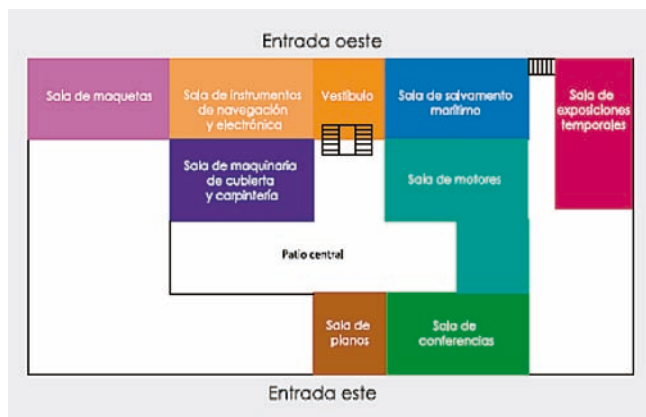 Entrada oeste
Sala de maquetas
Sala de instrumentos
de navegación
y electrónica
Vestíbulo
Sala de salvamento
marítimo
Sala de
exposiciones
temporales
Sala de maquinaria
de cubierta
y carpintería
Sala de motores
Patio central
Sala de
planos
Sala de
conferencias
Entrada este